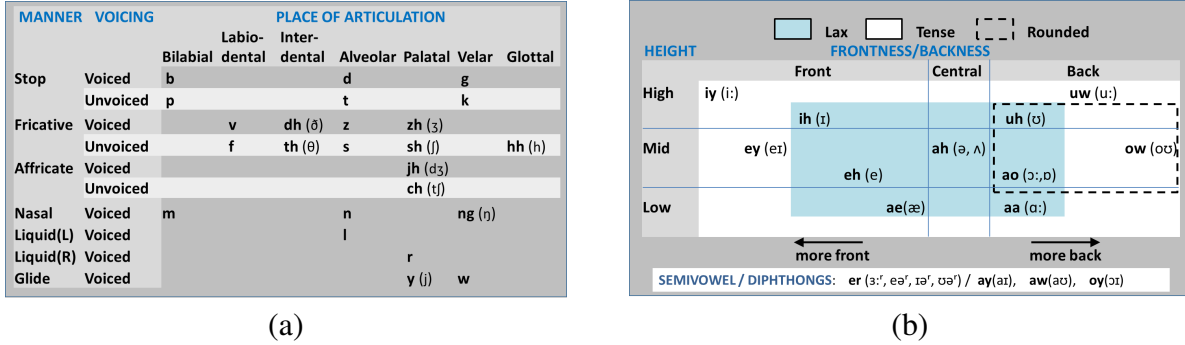 MANNER VOICING PLACE OF ARTICULATION
Bilabial Labio-dental Inter-dental Alveolar Palatal Velar Glottal
Stop Voiced b d g
Unvoiced p t k
Fricative Voiced v dh (ð) z zh (ʒ)
Unvoiced f th (θ) s sh (ʃ) hh (h)
Affricate Voiced jh (dʒ)
Unvoiced ch (tʃ)
Nasal Voiced m n ng (ŋ)
Liquid(L) Voiced l
Liquid(R) Voiced r
Glide Voiced y (j) w
(a)
Lax Tense Rounded
HEIGHT FRONTNESS/BACKNESS
Front Central Back
High iy (i:) uw (u:)
ih (ɪ) uh (ʊ)
Mid ey (eɪ) ah (ə, ʌ) ow (oʊ)
eh (e) ao (ɔ:,ɒ)
Low ae(æ) aa (ɑ:)
more front more back
SEMIVOWEL / DIPHTHONGS: er (ɜ:ʳ, eəʳ, ɪəʳ, ʊəʳ) / ay(aɪ), aw(aʊ), oy(ɔɪ)
(b)